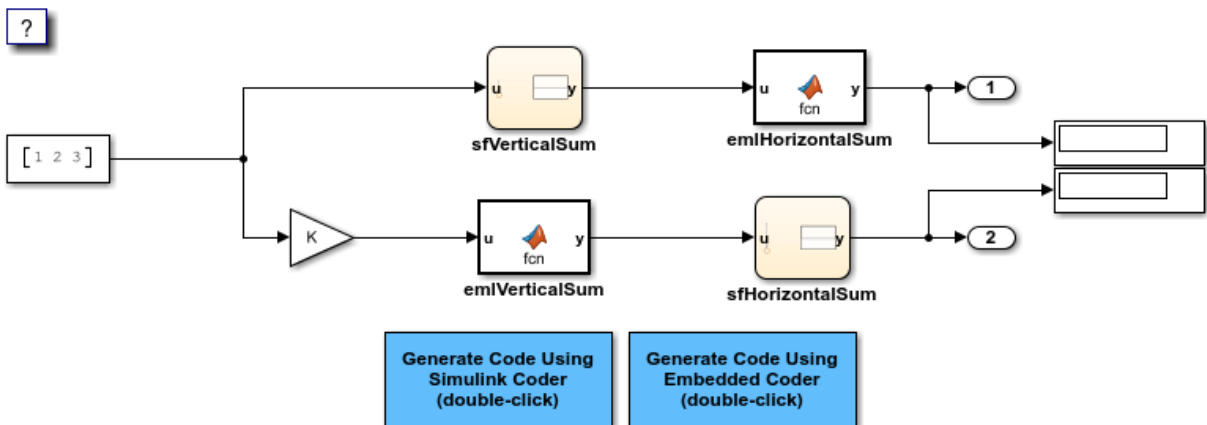 ?
u y
sfVerticalSum
u y
fcn
emlHorizontalSum
1
[1 2 3]
K
u y
fcn
emlVerticalSum
u y
sfHorizontalSum
2
Generate Code Using
Simulink Coder
(double-click)
Generate Code Using
Embedded Coder
(double-click)